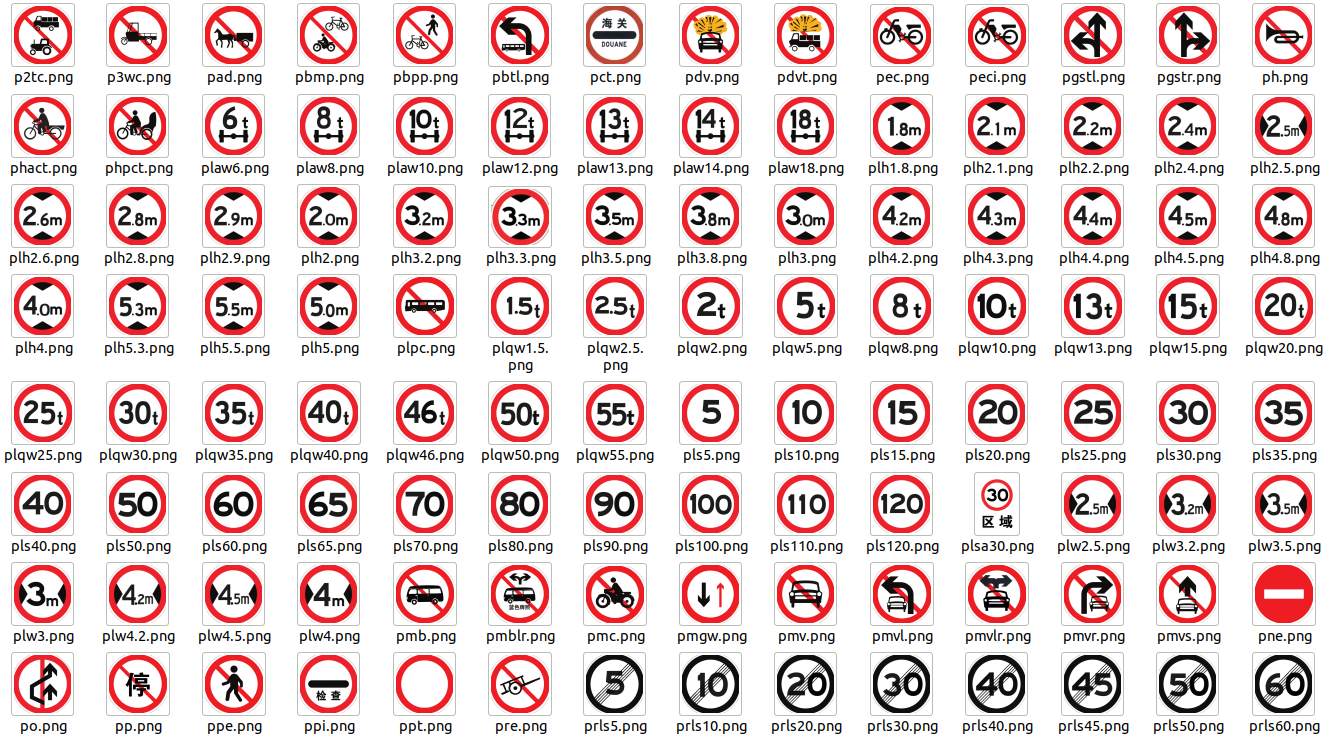 海关
DOUANE
p2tc.png p3wc.png pad.png pbmp.png pbpp.png pbtl.png pct.png pdv.png pdvt.png pec.png peci.png pgstl.png pgstr.png ph.png
6t 8t 10t 12t 13t 14t 18t 1.8m 2.1m 2.2m 2.4m 2.5m
phact.png phpct.png plaw6.png plaw8.png plaw10.png plaw12.png plaw13.png plaw14.png plaw18.png plh1.8.png plh2.1.png plh2.2.png plh2.4.png plh2.5.png
2.6m 2.8m 2.9m 2.0m 3.2m 3.3m 3.5m 3.8m 3.0m 4.2m 4.3m 4.4m 4.5m 4.8m
plh2.6.png plh2.8.png plh2.9.png plh2.png plh3.2.png plh3.3.png plh3.5.png plh3.8.png plh3.png plh4.2.png plh4.3.png plh4.4.png plh4.5.png plh4.8.png
4.0m 5.3m 5.5m 5.0m 1.5t 2.5t 2t 5t 8t 10t 13t 15t 20t
plh4.png plh5.3.png plh5.5.png plh5.png plpc.png plqw1.5. plqw2.5. plqw2.png plqw5.png plqw8.png plqw10.png plqw13.png plqw15.png plqw20.png
png png
25t 30t 35t 40t 46t 50t 55t 5 10 15 20 25 30 35
plqw25.png plqw30.png plqw35.png plqw40.png plqw46.png plqw50.png plqw55.png pls5.png pls10.png pls15.png pls20.png pls25.png pls30.png pls35.png
40 50 60 65 70 80 90 100 110 120 30 2.5m 3.2m 3.5m
区域
pls40.png pls50.png pls60.png pls65.png pls70.png pls80.png pls90.png pls100.png pls110.png pls120.png plsa30.png plw2.5.png plw3.2.png plw3.5.png
3m 4.2m 4.5m 4m
蓝色牌照
plw3.png plw4.2.png plw4.5.png plw4.png pmb.png pmblr.png pmc.png pmgw.png pmv.png pmvl.png pmvlr.png pmvr.png pmvs.png pne.png
停 5 10 20 30 40 45 50 60
检查
po.png pp.png ppe.png ppi.png ppt.png pre.png prls5.png prls10.png prls20.png prls30.png prls40.png prls45.png prls50.png prls60.png